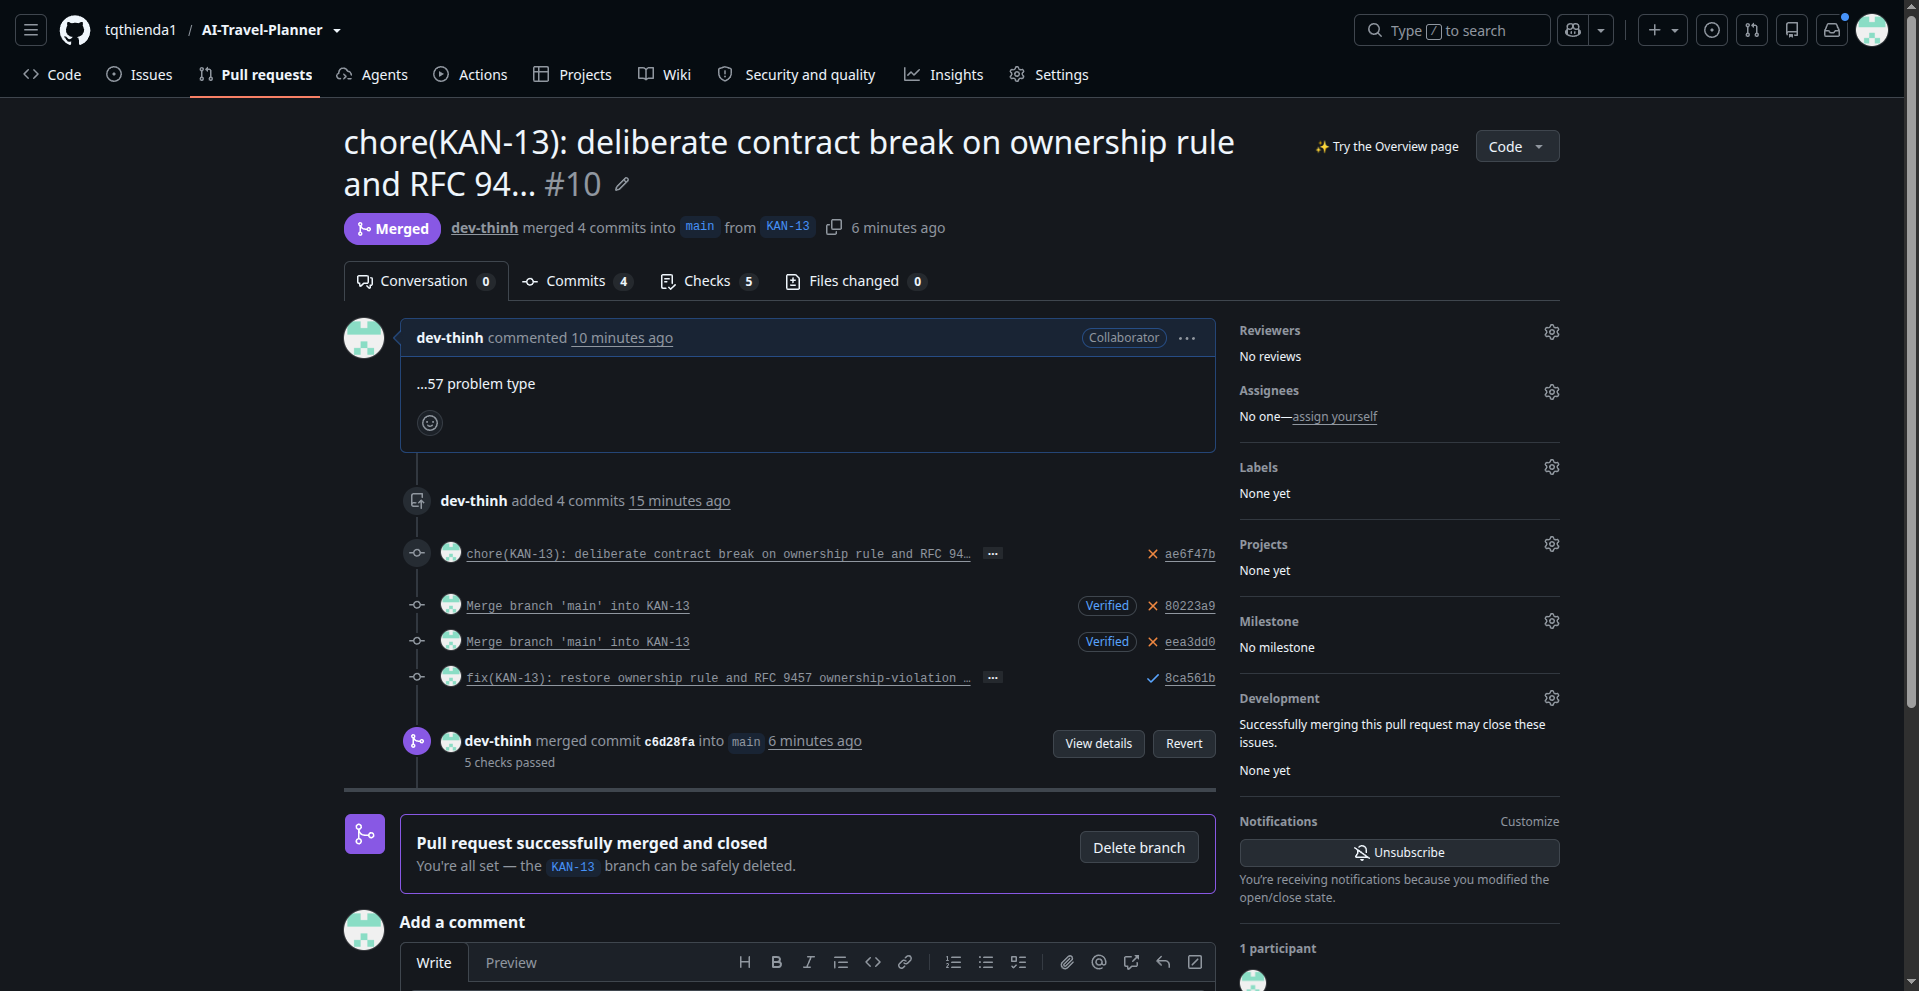 tqthienda1 / AI-Travel-Planner
Type / to search
Code
Issues
Pull requests
Agents
Actions
Projects
Wiki
Security and quality
Insights
Settings
chore(KAN-13): deliberate contract break on ownership rule
and RFC 94... #10
Try the Overview page
Code
Merged
dev-thinh merged 4 commits into main from KAN-13 6 minutes ago
Conversation 0
Commits 4
Checks 5
Files changed 0
dev-thinh commented 10 minutes ago
Collaborator
...57 problem type
dev-thinh added 4 commits 15 minutes ago
chore(KAN-13): deliberate contract break on ownership rule and RFC 94…
ae6f47b
Merge branch 'main' into KAN-13
Verified
80223a9
Merge branch 'main' into KAN-13
Verified
eea3dd0
fix(KAN-13): restore ownership rule and RFC 9457 ownership-violation …
8ca561b
dev-thinh merged commit c6d28fa into main 6 minutes ago
5 checks passed
View details
Revert
Pull request successfully merged and closed
You're all set — the KAN-13 branch can be safely deleted.
Delete branch
Add a comment
Write
Preview
Reviewers
No reviews
Assignees
No one—assign yourself
Labels
None yet
Projects
None yet
Milestone
No milestone
Development
Successfully merging this pull request may close these
issues.
None yet
Notifications
Customize
Unsubscribe
You're receiving notifications because you modified the
open/close state.
1 participant